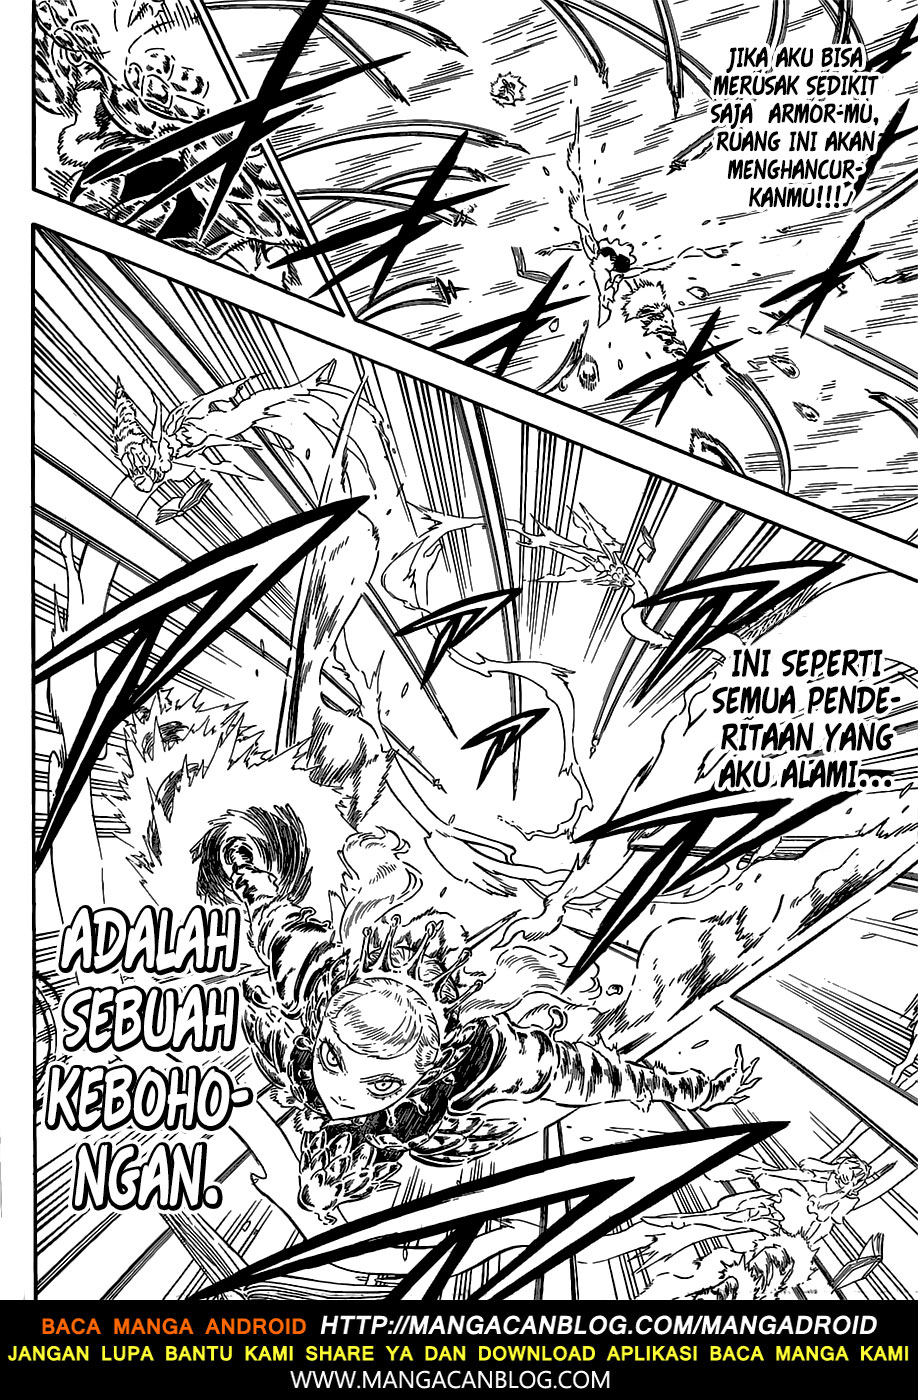 JIKA AKU BISA
MERUSAK SEDIKIT
SAJA ARMOR-MU,
RUANG INI AKAN
MENGHANCUR-
KANMU!!!
INI SEPERTI
SEMUA PENDE-
RITAAN YANG
AKU ALAMI...
ADALAH
SEBUAH
KEBOHO-
NGAN.
BACA MANGA ANDROID HTTP://MANGACANBLOG.COM/MANGADROID
JANGAN LUPA BANTU KAMI SHARE YA DAN DOWNLOAD APLIKASI BACA MANGA KAMI
WWW.MANGACANBLOG.COM